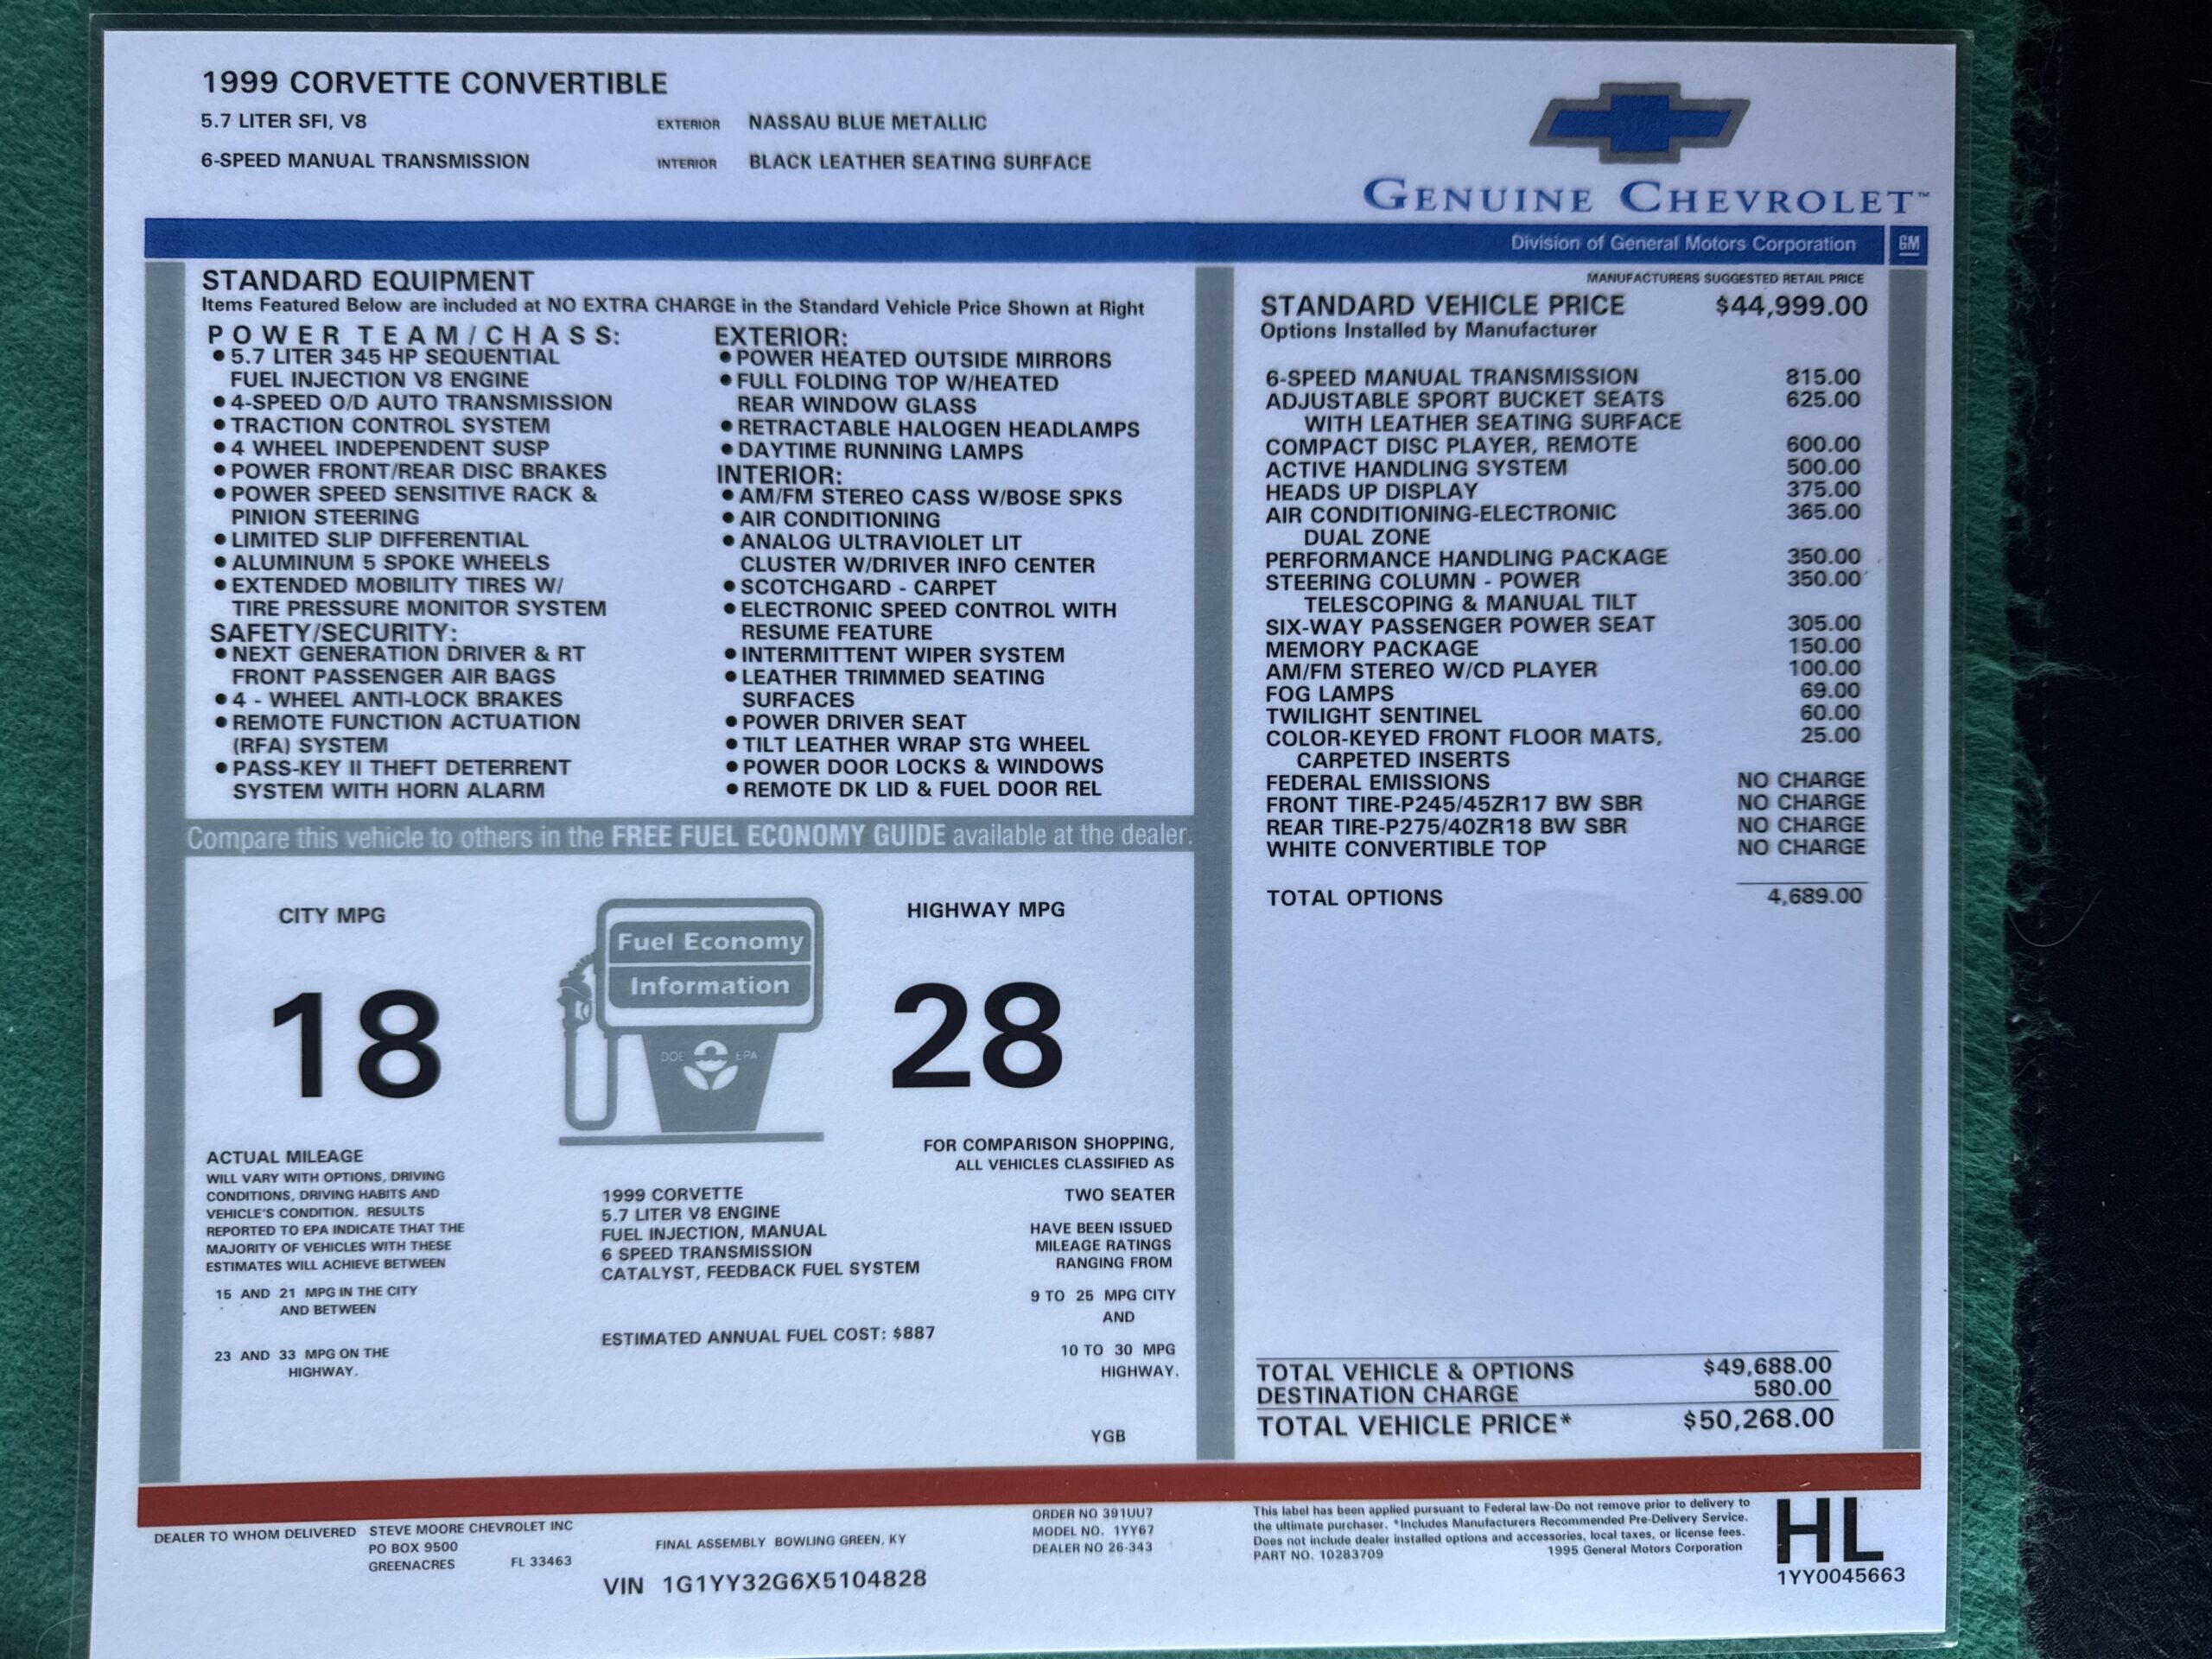 1999 CORVETTE CONVERTIBLE
5.7 LITER SFI, V8
EXTERIOR NASSAU BLUE METALLIC
6-SPEED MANUAL TRANSMISSION
INTERIOR BLACK LEATHER SEATING SURFACE
GENUINE CHEVROLET™
Division of General Motors Corporation
GM
STANDARD EQUIPMENT
Items Featured Below are included at NO EXTRA CHARGE in the Standard Vehicle Price Shown at Right
POWER TEAM/CHASS:
● 5.7 LITER 345 HP SEQUENTIAL
FUEL INJECTION V8 ENGINE
● 4-SPEED O/D AUTO TRANSMISSION
● TRACTION CONTROL SYSTEM
● 4 WHEEL INDEPENDENT SUSP
● POWER FRONT/REAR DISC BRAKES
● POWER SPEED SENSITIVE RACK &
PINION STEERING
● LIMITED SLIP DIFFERENTIAL
● ALUMINUM 5 SPOKE WHEELS
● EXTENDED MOBILITY TIRES W/
TIRE PRESSURE MONITOR SYSTEM
SAFETY/SECURITY:
● NEXT GENERATION DRIVER & RT
FRONT PASSENGER AIR BAGS
● 4 - WHEEL ANTI-LOCK BRAKES
● REMOTE FUNCTION ACTUATION
(RFA) SYSTEM
● PASS-KEY II THEFT DETERRENT
SYSTEM WITH HORN ALARM
EXTERIOR:
● POWER HEATED OUTSIDE MIRRORS
● FULL FOLDING TOP W/HEATED
REAR WINDOW GLASS
● RETRACTABLE HALOGEN HEADLAMPS
● DAYTIME RUNNING LAMPS
INTERIOR:
● AM/FM STEREO CASS W/BOSE SPKS
● AIR CONDITIONING
● ANALOG ULTRAVIOLET LIT
CLUSTER W/DRIVER INFO CENTER
● SCOTCHGARD - CARPET
● ELECTRONIC SPEED CONTROL WITH
RESUME FEATURE
● INTERMITTENT WIPER SYSTEM
● LEATHER TRIMMED SEATING
SURFACES
● POWER DRIVER SEAT
● TILT LEATHER WRAP STG WHEEL
● POWER DOOR LOCKS & WINDOWS
● REMOTE DK LID & FUEL DOOR REL
Compare this vehicle to others in the FREE FUEL ECONOMY GUIDE available at the dealer.
CITY MPG
18
Fuel Economy
Information
DOE EPA
HIGHWAY MPG
28
ACTUAL MILEAGE
WILL VARY WITH OPTIONS, DRIVING
CONDITIONS, DRIVING HABITS AND
VEHICLE'S CONDITION. RESULTS
REPORTED TO EPA INDICATE THAT THE
MAJORITY OF VEHICLES WITH THESE
ESTIMATES WILL ACHIEVE BETWEEN
15 AND 21 MPG IN THE CITY
AND BETWEEN
23 AND 33 MPG ON THE
HIGHWAY.
1999 CORVETTE
5.7 LITER V8 ENGINE
FUEL INJECTION, MANUAL
6 SPEED TRANSMISSION
CATALYST, FEEDBACK FUEL SYSTEM
ESTIMATED ANNUAL FUEL COST: $887
FOR COMPARISON SHOPPING,
ALL VEHICLES CLASSIFIED AS
TWO SEATER
HAVE BEEN ISSUED
MILEAGE RATINGS
RANGING FROM
9 TO 25 MPG CITY
AND
10 TO 30 MPG
HIGHWAY.
YGB
MANUFACTURERS SUGGESTED RETAIL PRICE
STANDARD VEHICLE PRICE $44,999.00
Options Installed by Manufacturer
6-SPEED MANUAL TRANSMISSION 815.00
ADJUSTABLE SPORT BUCKET SEATS 625.00
WITH LEATHER SEATING SURFACE
COMPACT DISC PLAYER, REMOTE 600.00
ACTIVE HANDLING SYSTEM 500.00
HEADS UP DISPLAY 375.00
AIR CONDITIONING-ELECTRONIC 365.00
DUAL ZONE
PERFORMANCE HANDLING PACKAGE 350.00
STEERING COLUMN - POWER 350.00
TELESCOPING & MANUAL TILT
SIX-WAY PASSENGER POWER SEAT 305.00
MEMORY PACKAGE 150.00
AM/FM STEREO W/CD PLAYER 100.00
FOG LAMPS 69.00
TWILIGHT SENTINEL 60.00
COLOR-KEYED FRONT FLOOR MATS, 25.00
CARPETED INSERTS
FEDERAL EMISSIONS NO CHARGE
FRONT TIRE-P245/45ZR17 BW SBR NO CHARGE
REAR TIRE-P275/40ZR18 BW SBR NO CHARGE
WHITE CONVERTIBLE TOP NO CHARGE
TOTAL OPTIONS 4,689.00
TOTAL VEHICLE & OPTIONS $49,688.00
DESTINATION CHARGE 580.00
TOTAL VEHICLE PRICE* $50,268.00
DEALER TO WHOM DELIVERED STEVE MOORE CHEVROLET INC
PO BOX 9500
GREENACRES FL 33463
FINAL ASSEMBLY BOWLING GREEN, KY
VIN 1G1YY32G6X5104828
ORDER NO 391UU7
MODEL NO. 1YY67
DEALER NO 26-343
This label has been applied pursuant to Federal law-Do not remove prior to delivery to
the ultimate purchaser. *Includes Manufacturers Recommended Pre-Delivery Service.
Does not include dealer installed options and accessories, local taxes, or license fees.
PART NO. 10283709 1995 General Motors Corporation
HL
1YY0045663